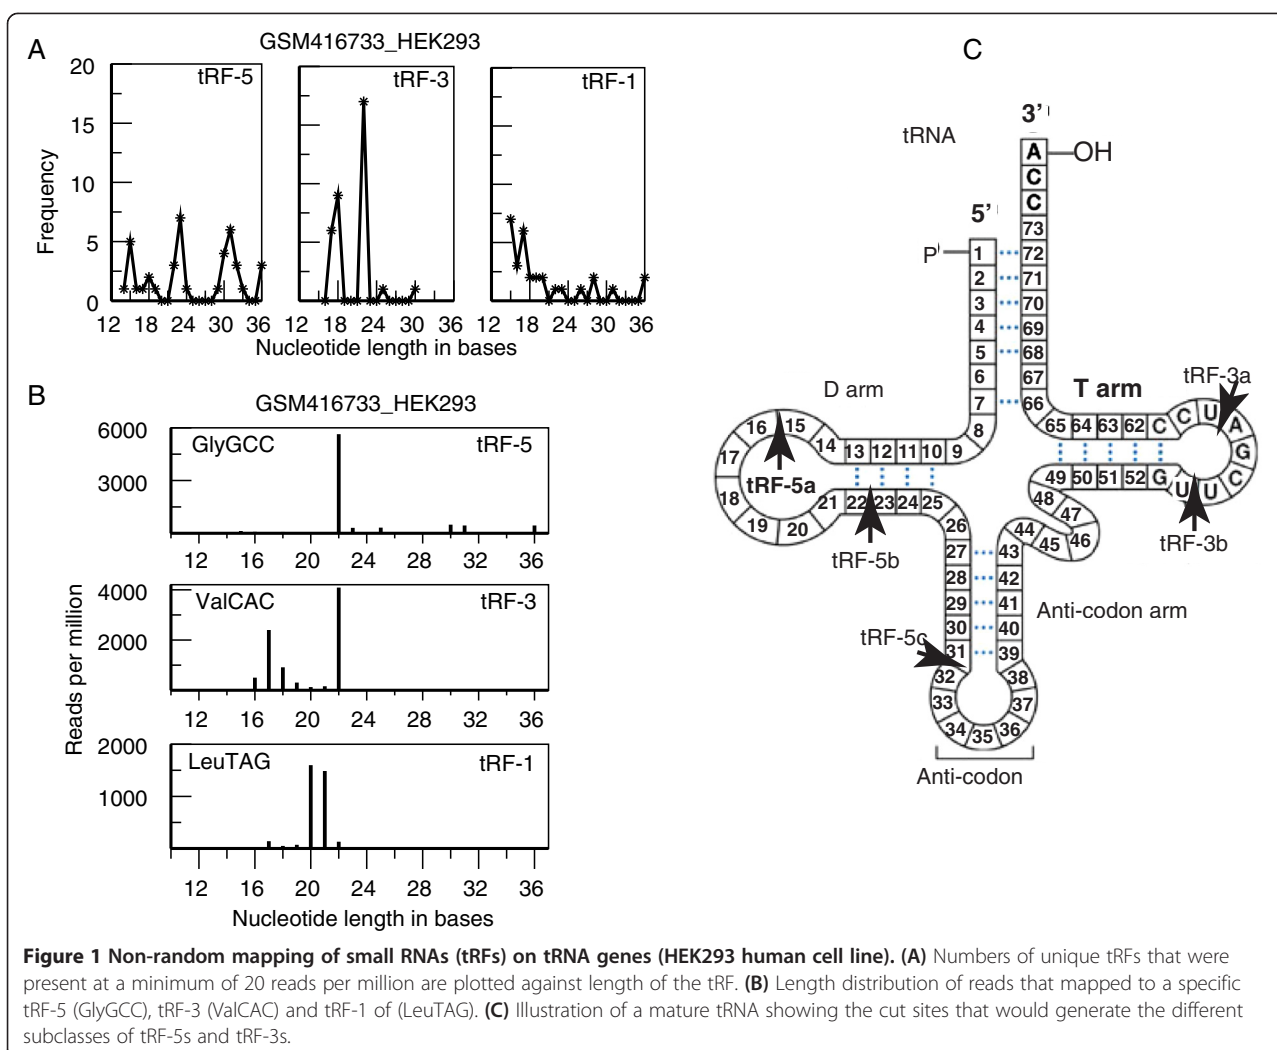 A
GSM416733_HEK293
tRF-5
tRF-3
tRF-1
20
15
10
5
0
Frequency
12 18 24 30 36
12 18 24 30 36
12 18 24 30 36
Nucleotide length in bases
B
GSM416733_HEK293
6000
3000
GlyGCC
tRF-5
12 16 20 24 28 32 36
4000
2000
ValCAC
tRF-3
12 16 20 24 28 32 36
2000
1000
LeuTAG
tRF-1
12 16 20 24 28 32 36
Reads per million
Nucleotide length in bases
C
tRNA
3'
A OH
C
C
73
5'
P 1 72
2 71
3 70
4 69
5 68
6 67
7 66
8
9
D arm
T arm
tRF-3a
65 64 63 62 C C U A G C U U G 52 51 50 49
16 15 14 13 12 11 10
17
18
19 20 21 22 23 24 25
tRF-5a
tRF-5b
tRF-3b
48 47 46 45 44
26
27 43
28 42
29 41
30 40
31 39
Anti-codon arm
tRF-5c
32 38
33 37
34 35 36
Anti-codon
Figure 1 Non-random mapping of small RNAs (tRFs) on tRNA genes (HEK293 human cell line). (A) Numbers of unique tRFs that were
present at a minimum of 20 reads per million are plotted against length of the tRF. (B) Length distribution of reads that mapped to a specific
tRF-5 (GlyGCC), tRF-3 (ValCAC) and tRF-1 of (LeuTAG). (C) Illustration of a mature tRNA showing the cut sites that would generate the different
subclasses of tRF-5s and tRF-3s.